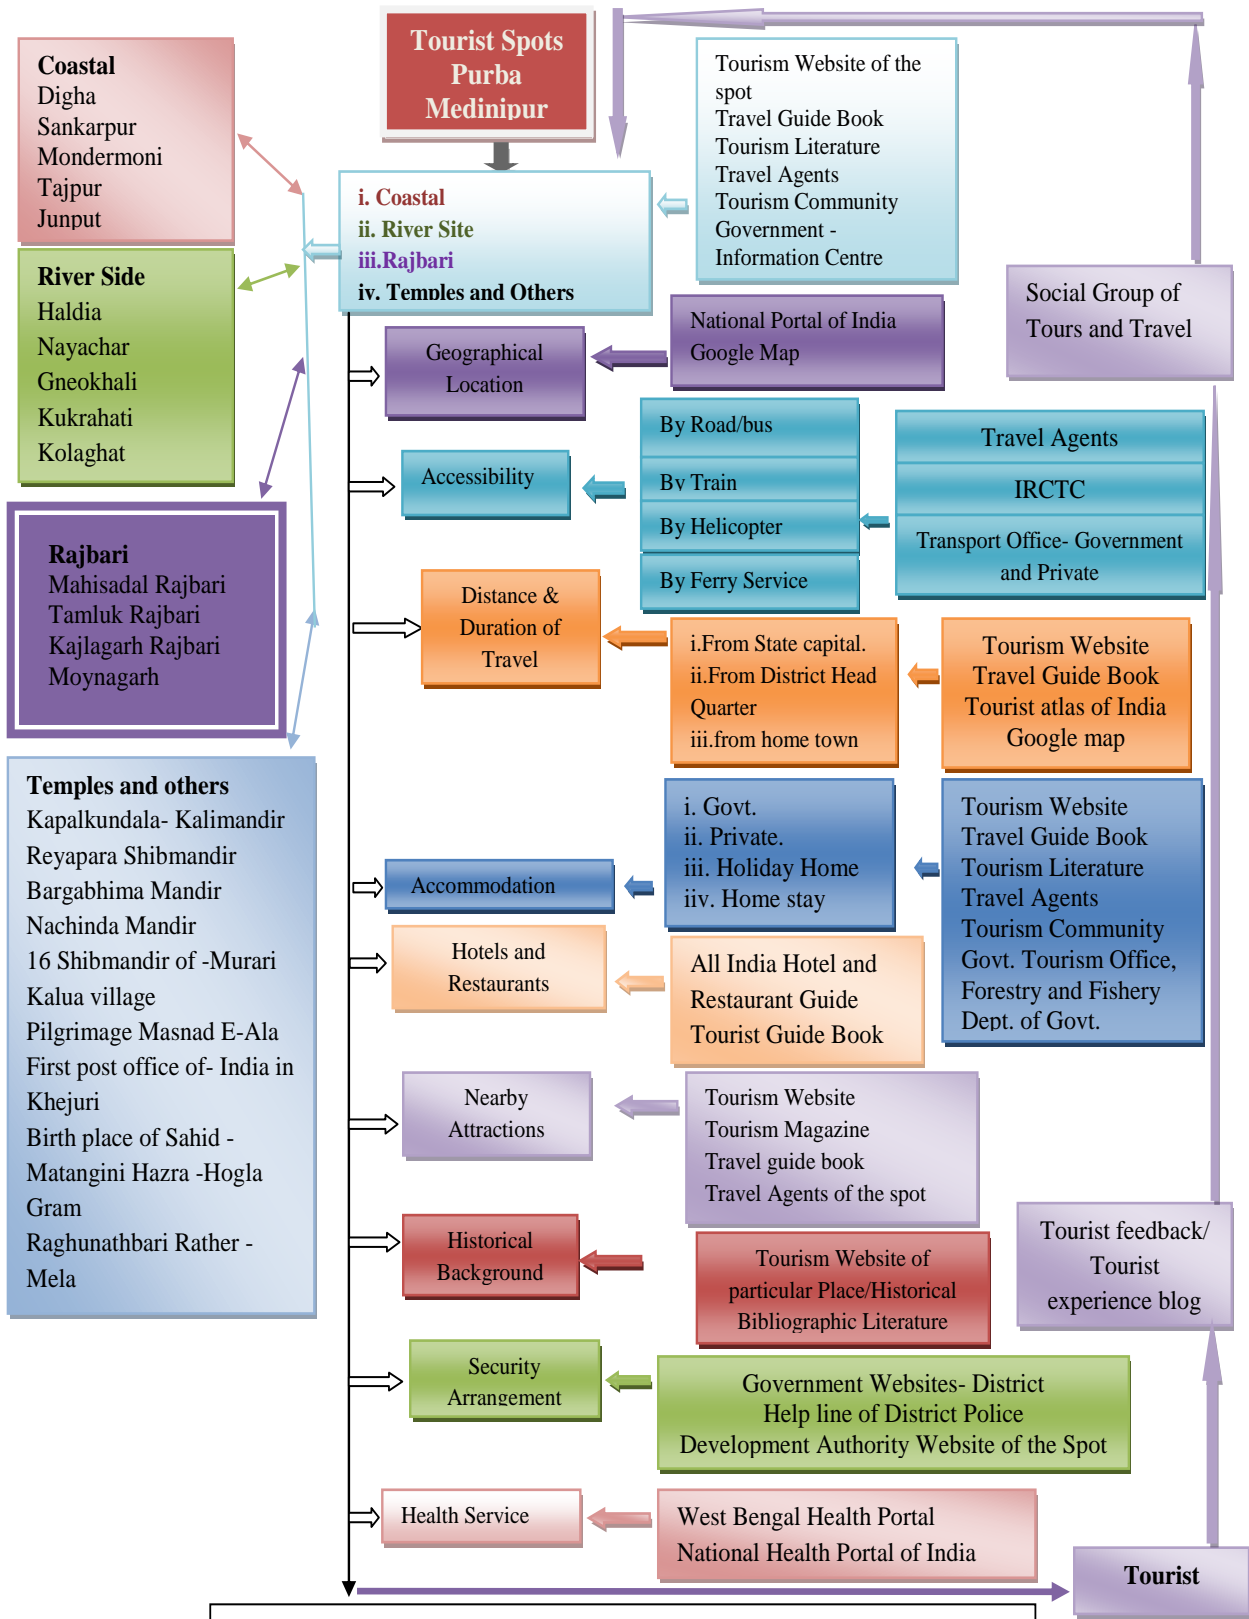 Tourist Spots
Purba
Medinipur
Coastal
Digha
Sankarpur
Mondermoni
Tajpur
Junput
Tourism Website of the
spot
Travel Guide Book
Tourism Literature
Travel Agents
Tourism Community
Government -
Information Centre
i. Coastal
ii. River Site
iii.Rajbari
iv. Temples and Others
River Side
Haldia
Nayachar
Gneokhali
Kukrahati
Kolaghat
Social Group of
Tours and Travel
Geographical
Location
National Portal of India
Google Map
Accessibility
By Road/bus
By Train
By Helicopter
By Ferry Service
Travel Agents
IRCTC
Transport Office- Government
and Private
Rajbari
Mahisadal Rajbari
Tamluk Rajbari
Kajlagarh Rajbari
Moynagarh
Distance &
Duration of
Travel
i.From State capital.
ii.From District Head
Quarter
iii.from home town
Tourism Website
Travel Guide Book
Tourist atlas of India
Google map
Temples and others
Kapalkundala- Kalimandir
Reyapara Shibmandir
Bargabhima Mandir
Nachinda Mandir
16 Shibmandir of -Murari
Kalua village
Pilgrimage Masnad E-Ala
First post office of- India in
Khejuri
Birth place of Sahid -
Matangini Hazra -Hogla
Gram
Raghunathbari Rather -
Mela
Accommodation
i. Govt.
ii. Private.
iii. Holiday Home
iiv. Home stay
Tourism Website
Travel Guide Book
Tourism Literature
Travel Agents
Tourism Community
Govt. Tourism Office,
Forestry and Fishery
Dept. of Govt.
Hotels and
Restaurants
All India Hotel and
Restaurant Guide
Tourist Guide Book
Nearby
Attractions
Tourism Website
Tourism Magazine
Travel guide book
Travel Agents of the spot
Historical
Background
Tourism Website of
particular Place/Historical
Bibliographic Literature
Tourist feedback/
Tourist
experience blog
Security
Arrangement
Government Websites- District
Help line of District Police
Development Authority Website of the Spot
Health Service
West Bengal Health Portal
National Health Portal of India
Tourist